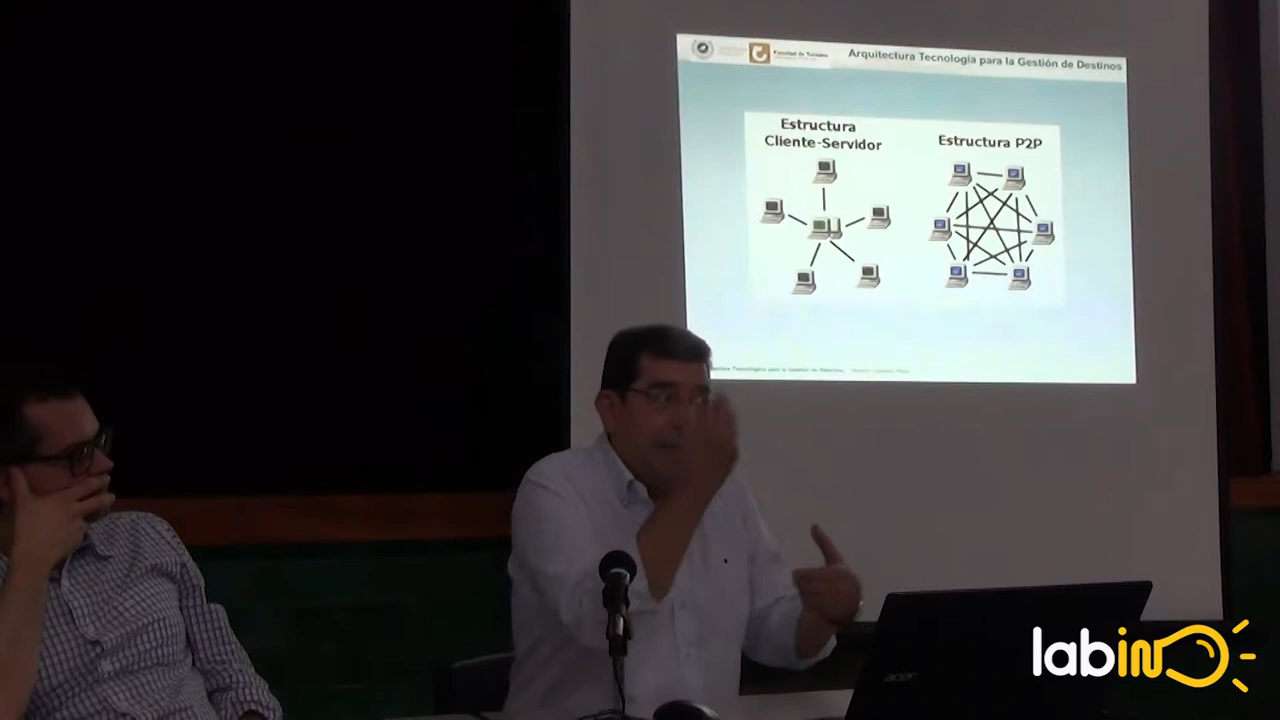 Facultad de Turismo
Arquitectura Tecnología para la Gestión de Destinos
Estructura
Cliente-Servidor
Estructura P2P
acer
labin